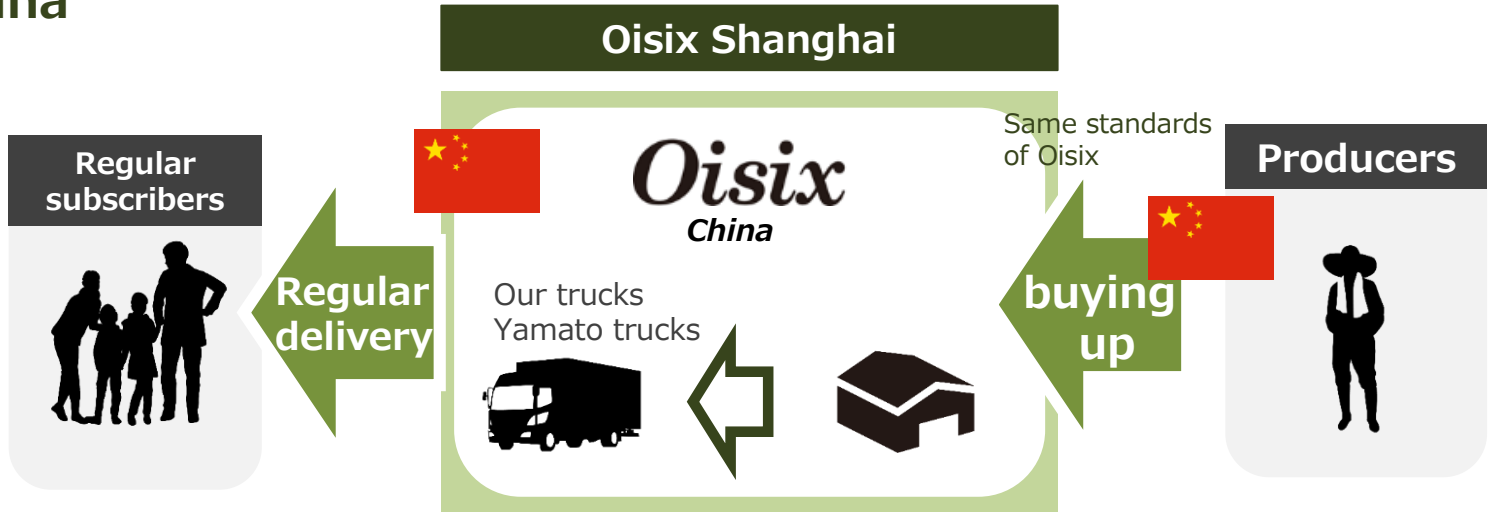 Oisix Shanghai
Regular
subscribers
Regular
delivery
Oisix
China
Our trucks
Yamato trucks
Same standards
of Oisix
buying
up
Producers